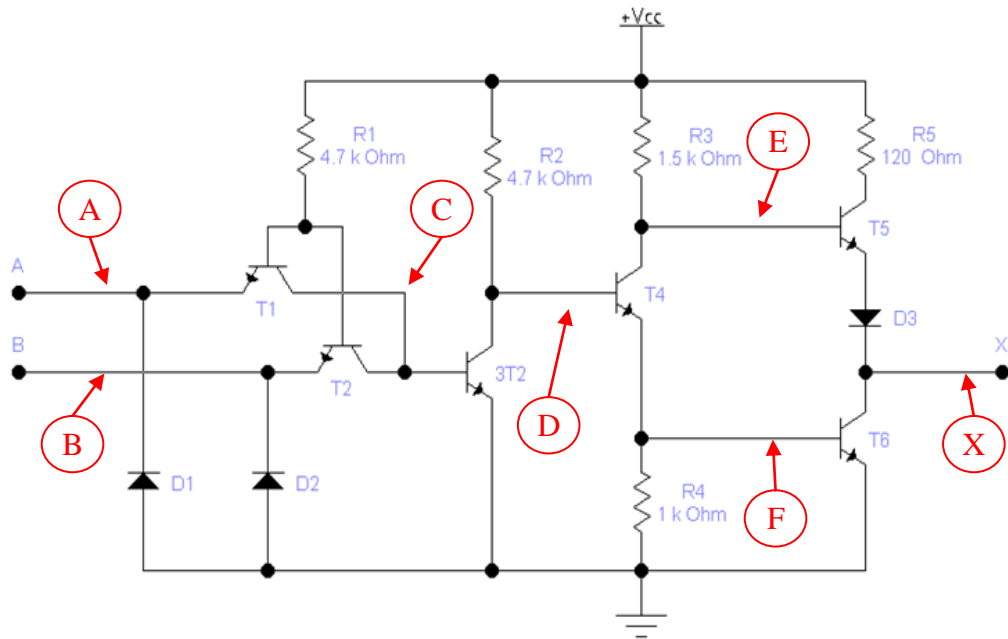 +Vcc
R1
4.7 k Ohm
R2
4.7 k Ohm
R3
1.5 k Ohm
E
R5
120 Ohm
A
C
T5
A
T1
T4
D3
B
T2
3T2
X
B
D
T6
X
D1
D2
R4
1 k Ohm
F